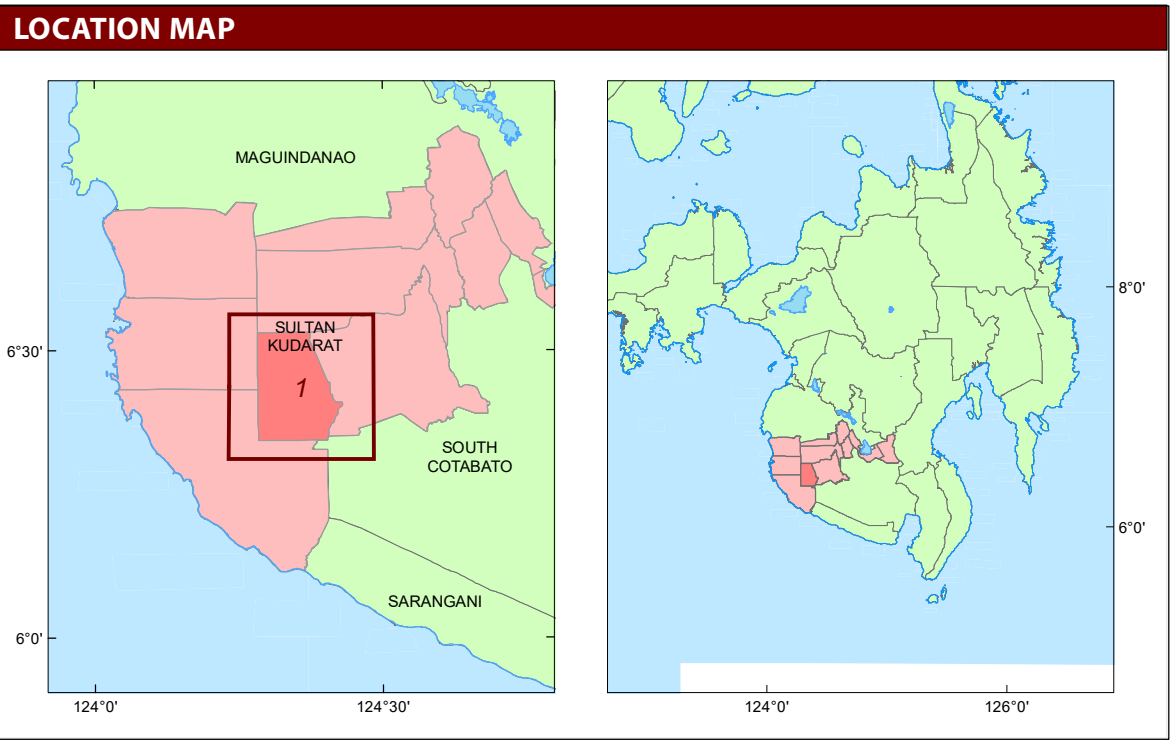 LOCATION MAP
MAGUINDANAO
SULTAN
KUDARAT
1
SOUTH
COTABATO
SARANGANI
6°30'
6°0'
124°0'
124°30'
8°0'
6°0'
124°0'
126°0'